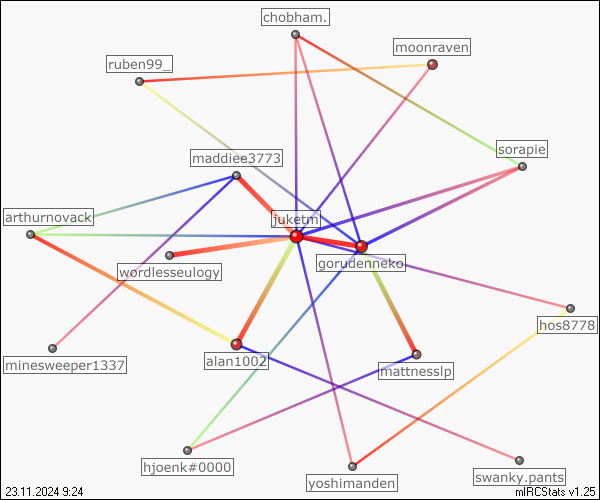 chobham.
moonraven
ruben99_
sorapie
maddiee3773
arthurnovack
juketm
gorudenneko
wordlesseulogy
hos8778
alan1002
minesweeper1337
mattnesslp
hjoenk#0000
yoshimanden
swanky.pants
23.11.2024 9:24
mIRCStats v1.25